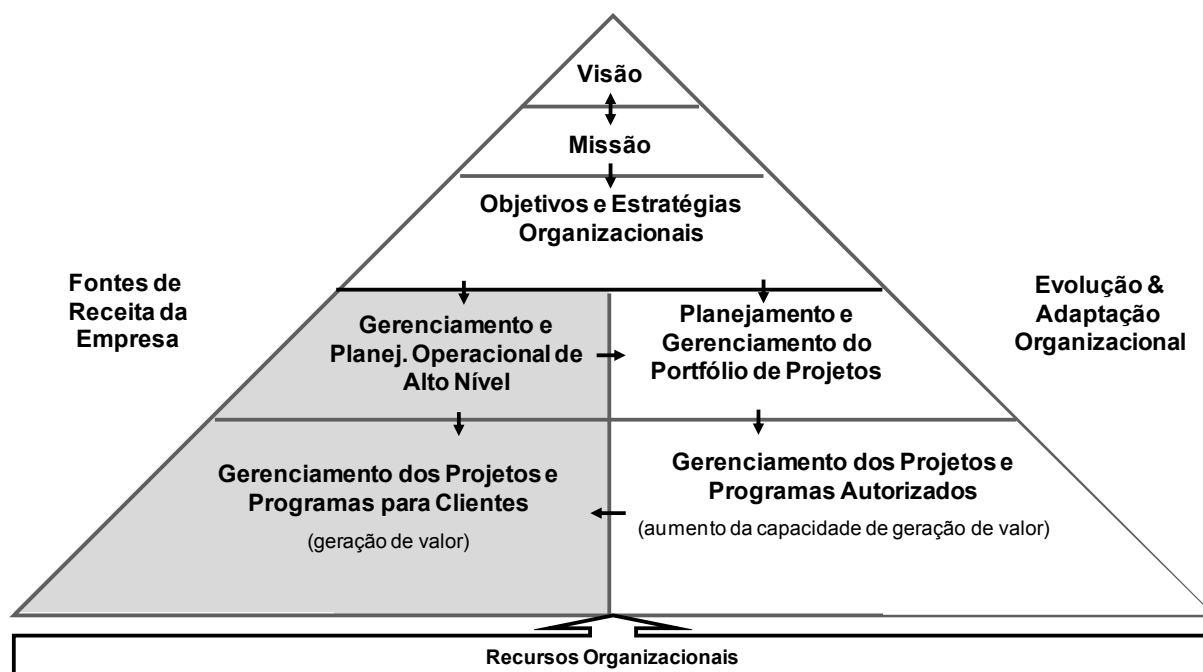 Visão
Missão
Objetivos e Estratégias
Organizacionais
Fontes de
Receita da
Empresa
Evolução &
Adaptação
Organizacional
Gerenciamento e
Planej. Operacional de
Alto Nível
Planejamento e
Gerenciamento do
Portfólio de Projetos
Gerenciamento dos Projetos e
Programas para Clientes
(geração de valor)
Gerenciamento dos Projetos e
Programas Autorizados
(aumento da capacidade de geração de valor)
Recursos Organizacionais